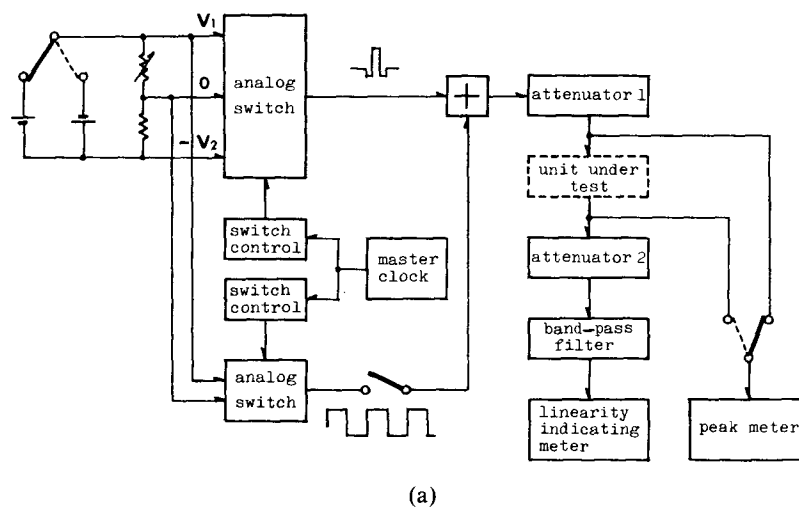 V1
analog
switch
0
- V2
+
attenuator 1
unit under
test
switch
control
master
clock
switch
control
attenuator 2
band-pass
filter
analog
switch
linearity
indicating
meter
peak meter
(a)